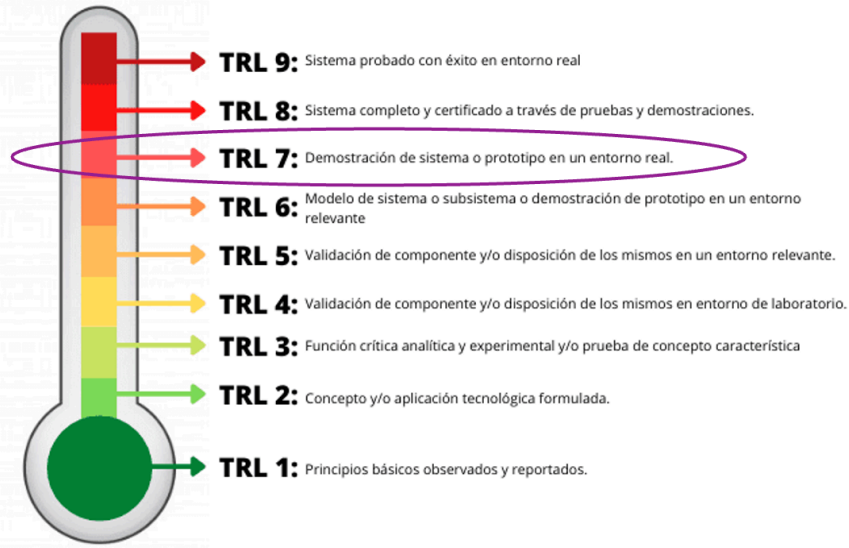 TRL 9: Sistema probado con éxito en entorno real
TRL 8: Sistema completo y certificado a través de pruebas y demostraciones.
TRL 7: Demostración de sistema o prototipo en un entorno real.
TRL 6: Modelo de sistema o subsistema o demostración de prototipo en un entorno
relevante
TRL 5: Validación de componente y/o disposición de los mismos en un entorno relevante.
TRL 4: Validación de componente y/o disposición de los mismos en entorno de laboratorio.
TRL 3: Función crítica analítica y experimental y/o prueba de concepto característica
TRL 2: Concepto y/o aplicación tecnológica formulada.
TRL 1: Principios básicos observados y reportados.